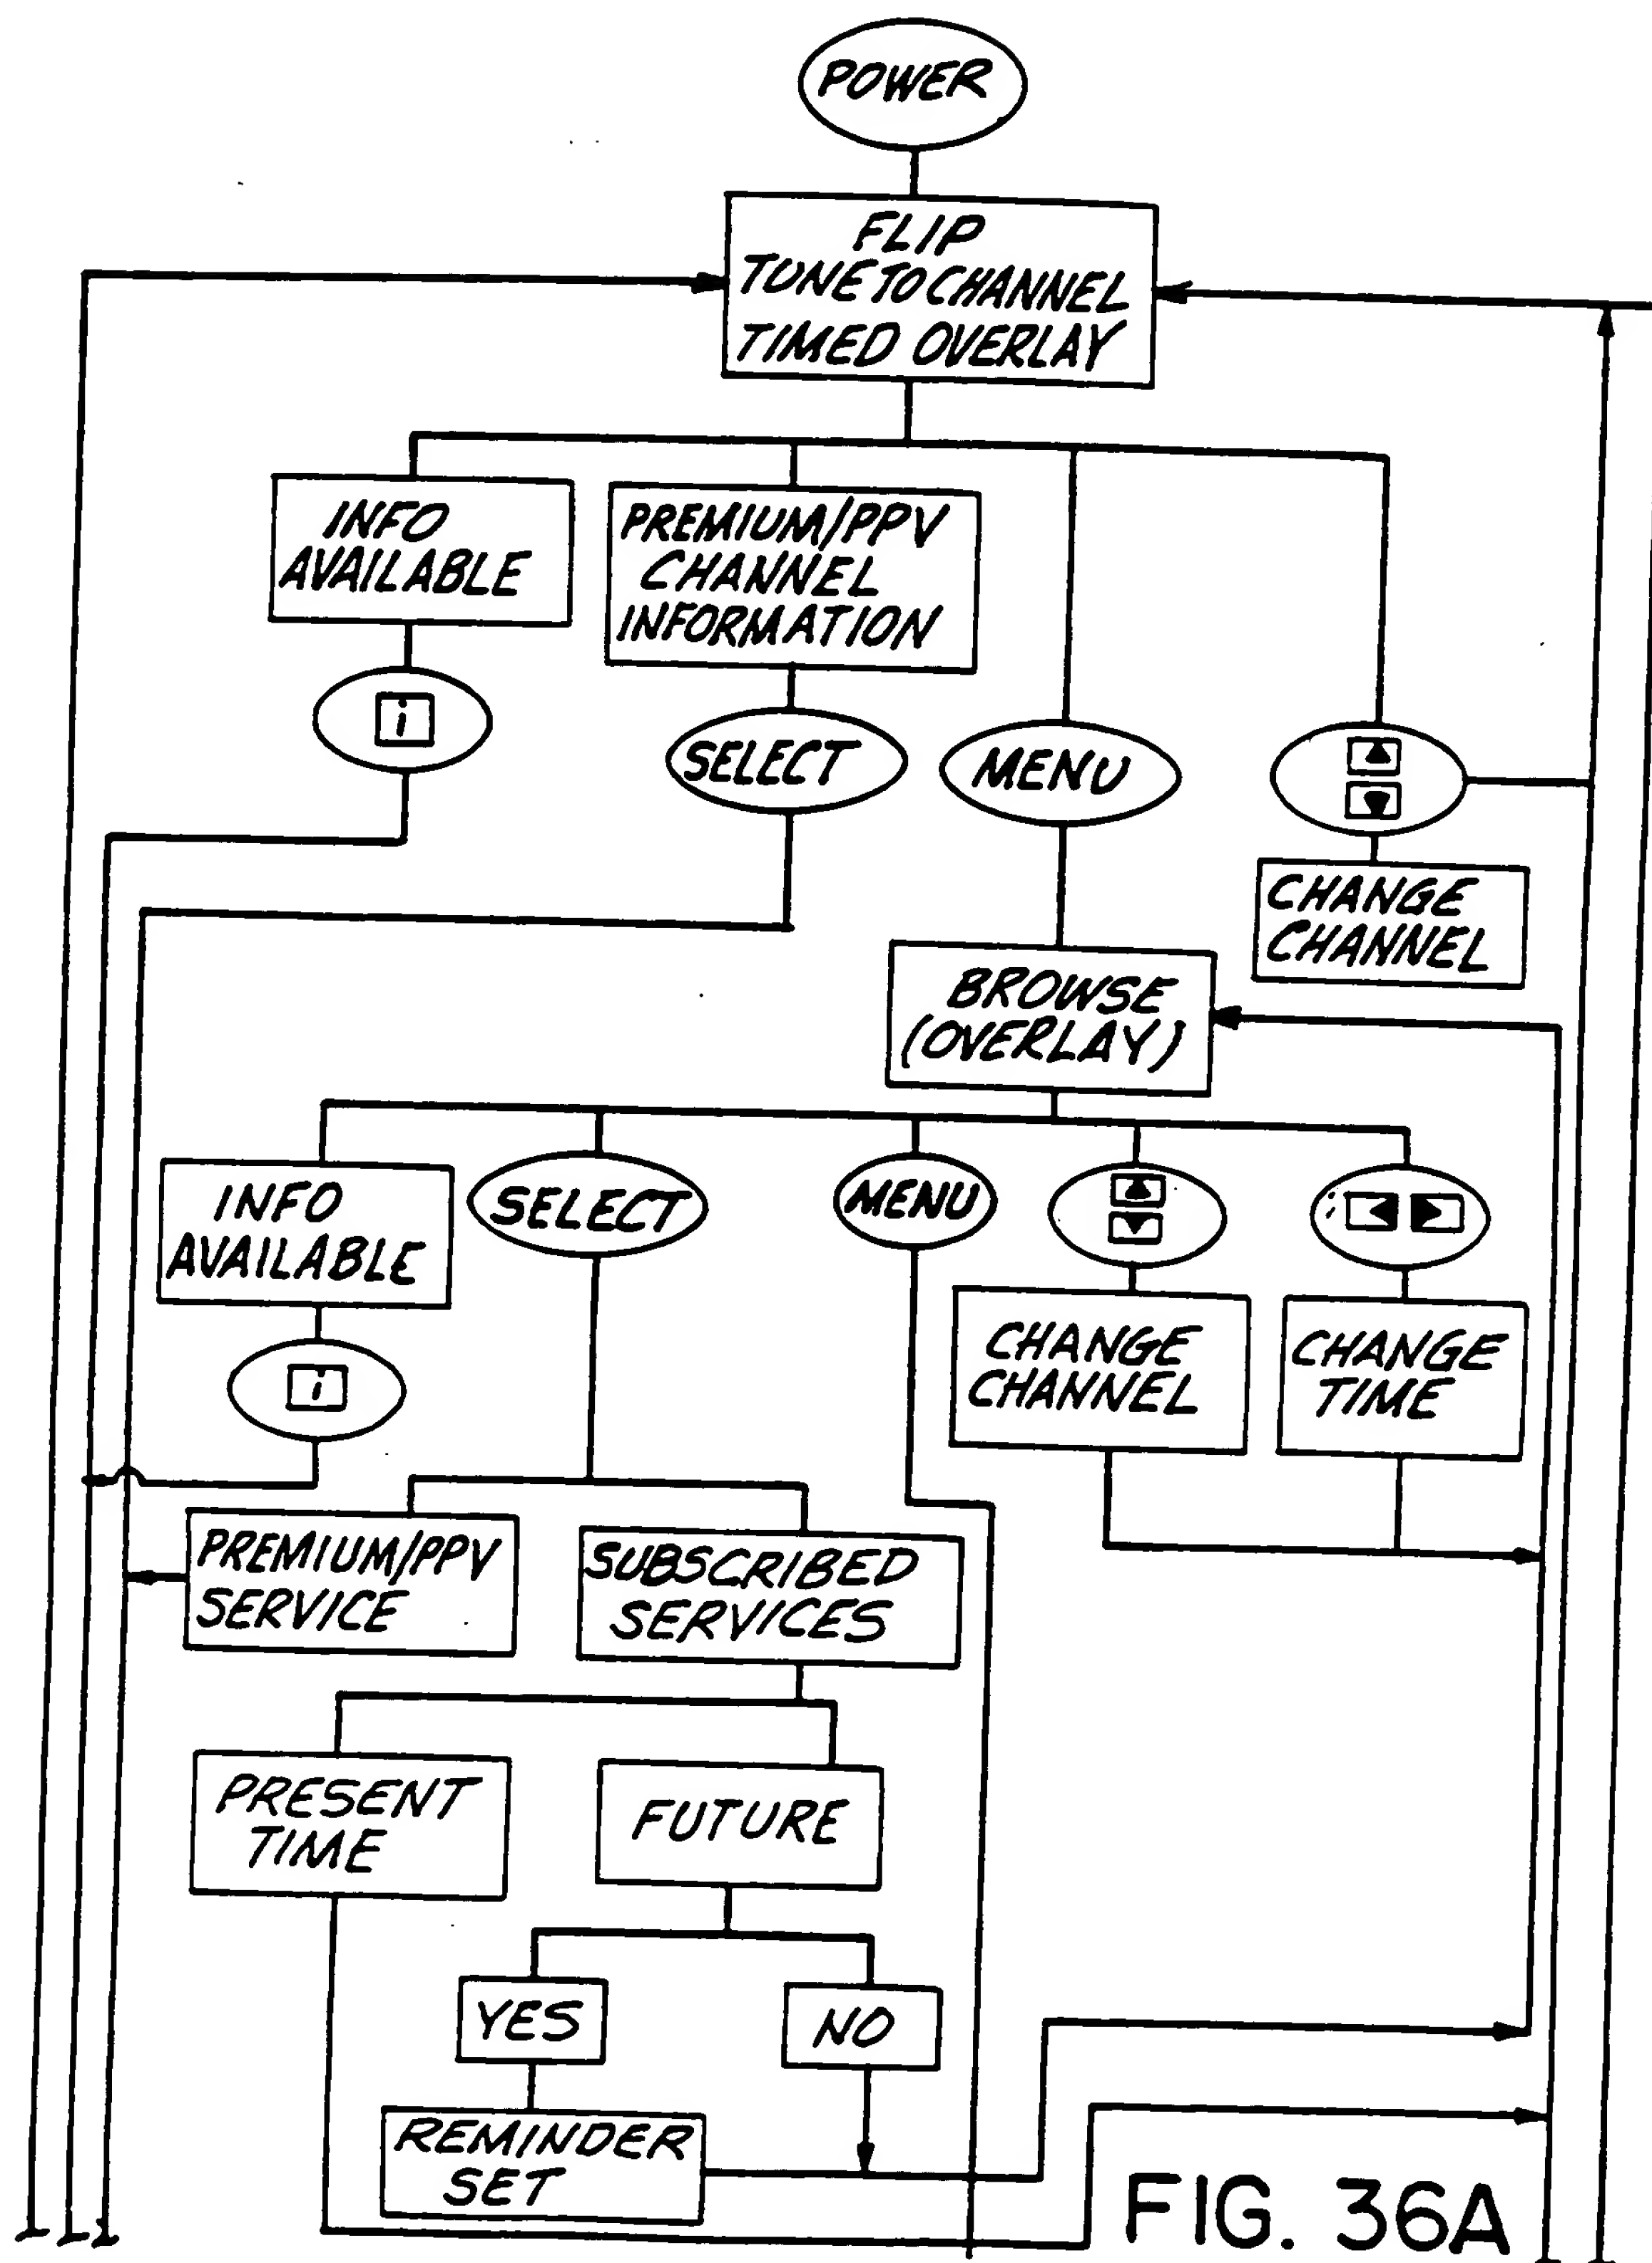 POWER
FLIP
TUNE TO CHANNEL
TIMED OVERLAY
INFO
AVAILABLE
PREMIUM/PPV
CHANNEL
INFORMATION
i
SELECT
MENU
CHANGE
CHANNEL
BROWSE
(OVERLAY)
INFO
AVAILABLE
SELECT
MENU
i
CHANGE
CHANNEL
CHANGE
TIME
PREMIUM/PPV
SERVICE
SUBSCRIBED
SERVICES
PRESENT
TIME
FUTURE
YES
NO
REMINDER
SET
FIG. 36A